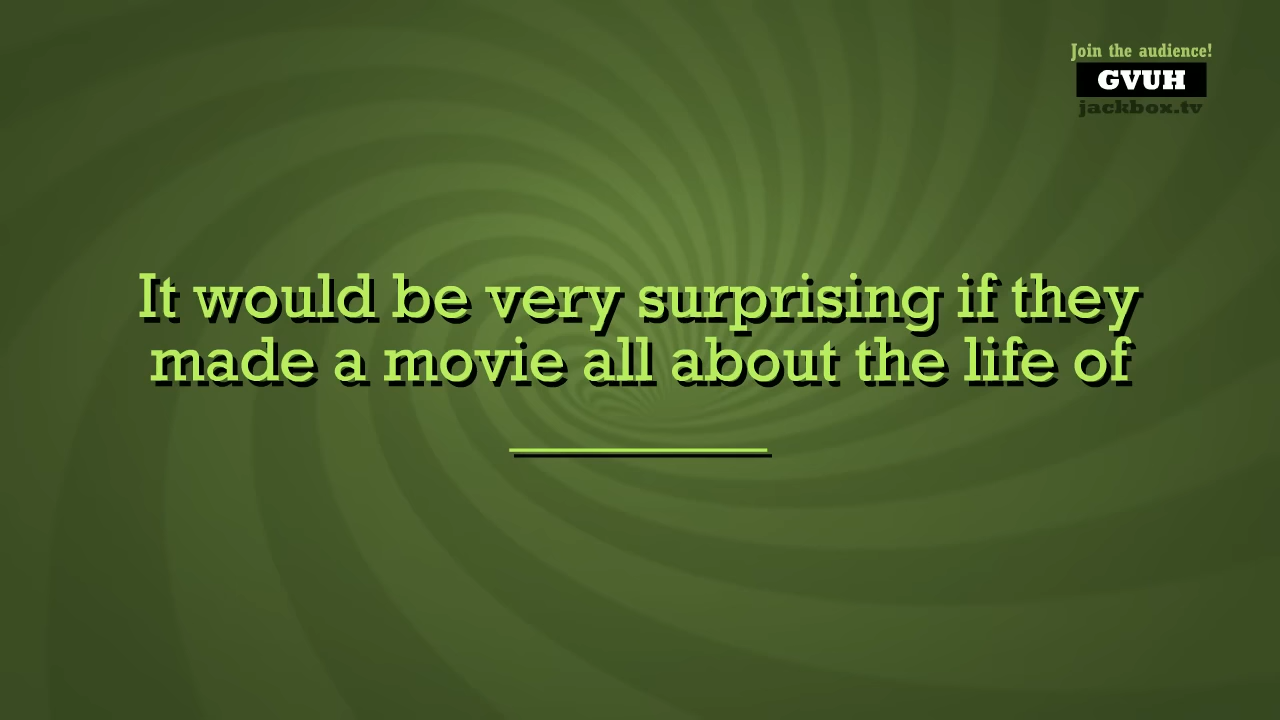 Join the audience!
GVUH
jackbox.tv
It would be very surprising if they
made a movie all about the life of
__________